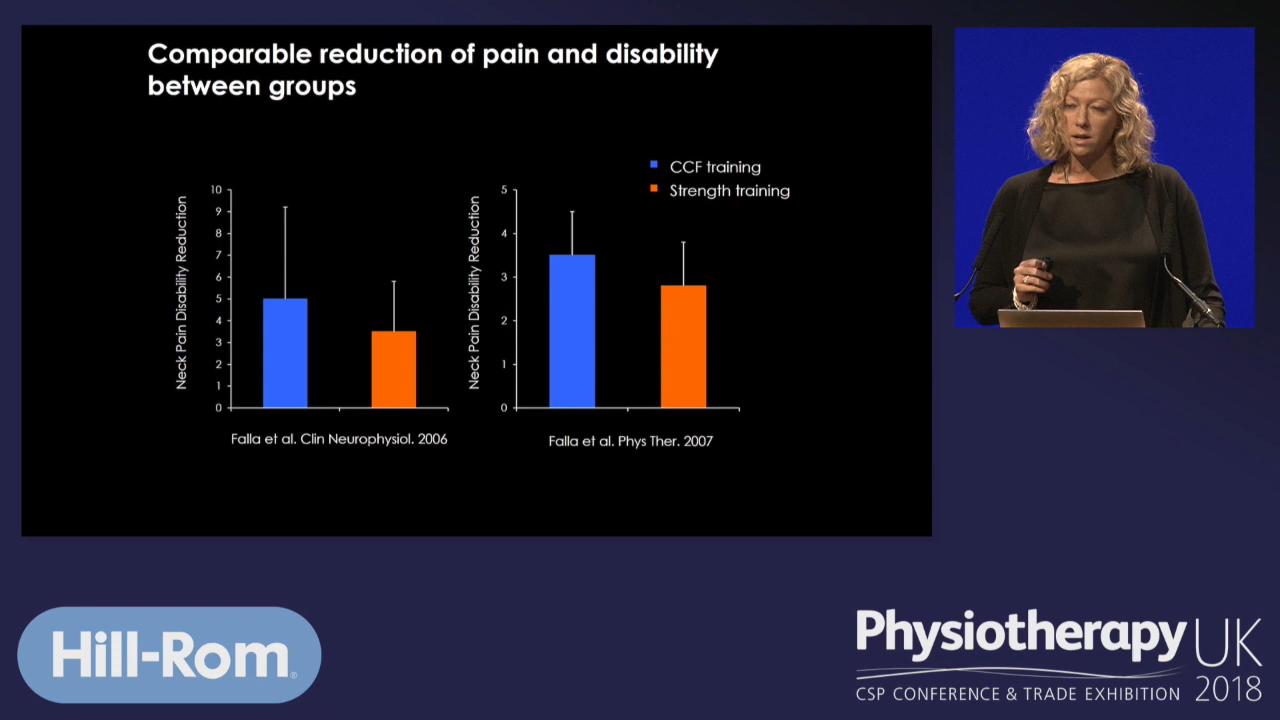 Comparable reduction of pain and disability
between groups
CCF training
Strength training
Neck Pain Disability Reduction
10
9
8
7
6
5
4
3
2
1
0
Falla et al. Clin Neurophysiol. 2006
Neck Pain Disability Reduction
5
4
3
2
1
0
Falla et al. Phys Ther. 2007
Hill-Rom®
Physiotherapy UK
CSP CONFERENCE & TRADE EXHIBITION 2018